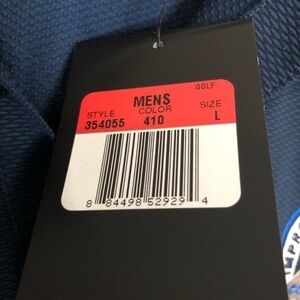 GOLF
MENS
STYLE COLOR SIZE
354055 410 L
8 84498 52929 4